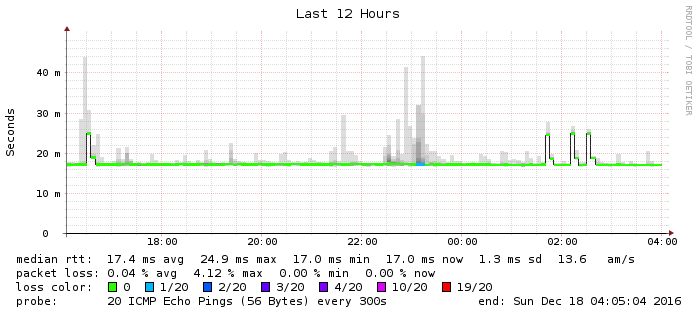 Last 12 Hours
RRDTOOL / TOBI OETIKER
Seconds
40 m
30 m
20 m
10 m
0
18:00 20:00 22:00 00:00 02:00 04:00
median rtt: 17.4 ms avg 24.9 ms max 17.0 ms min 17.0 ms now 1.3 ms sd 13.6 am/s
packet loss: 0.04 % avg 4.12 % max 0.00 % min 0.00 % now
loss color: 0 1/20 2/20 3/20 4/20 10/20 19/20
probe: 20 ICMP Echo Pings (56 Bytes) every 300s end: Sun Dec 18 04:05:04 2016